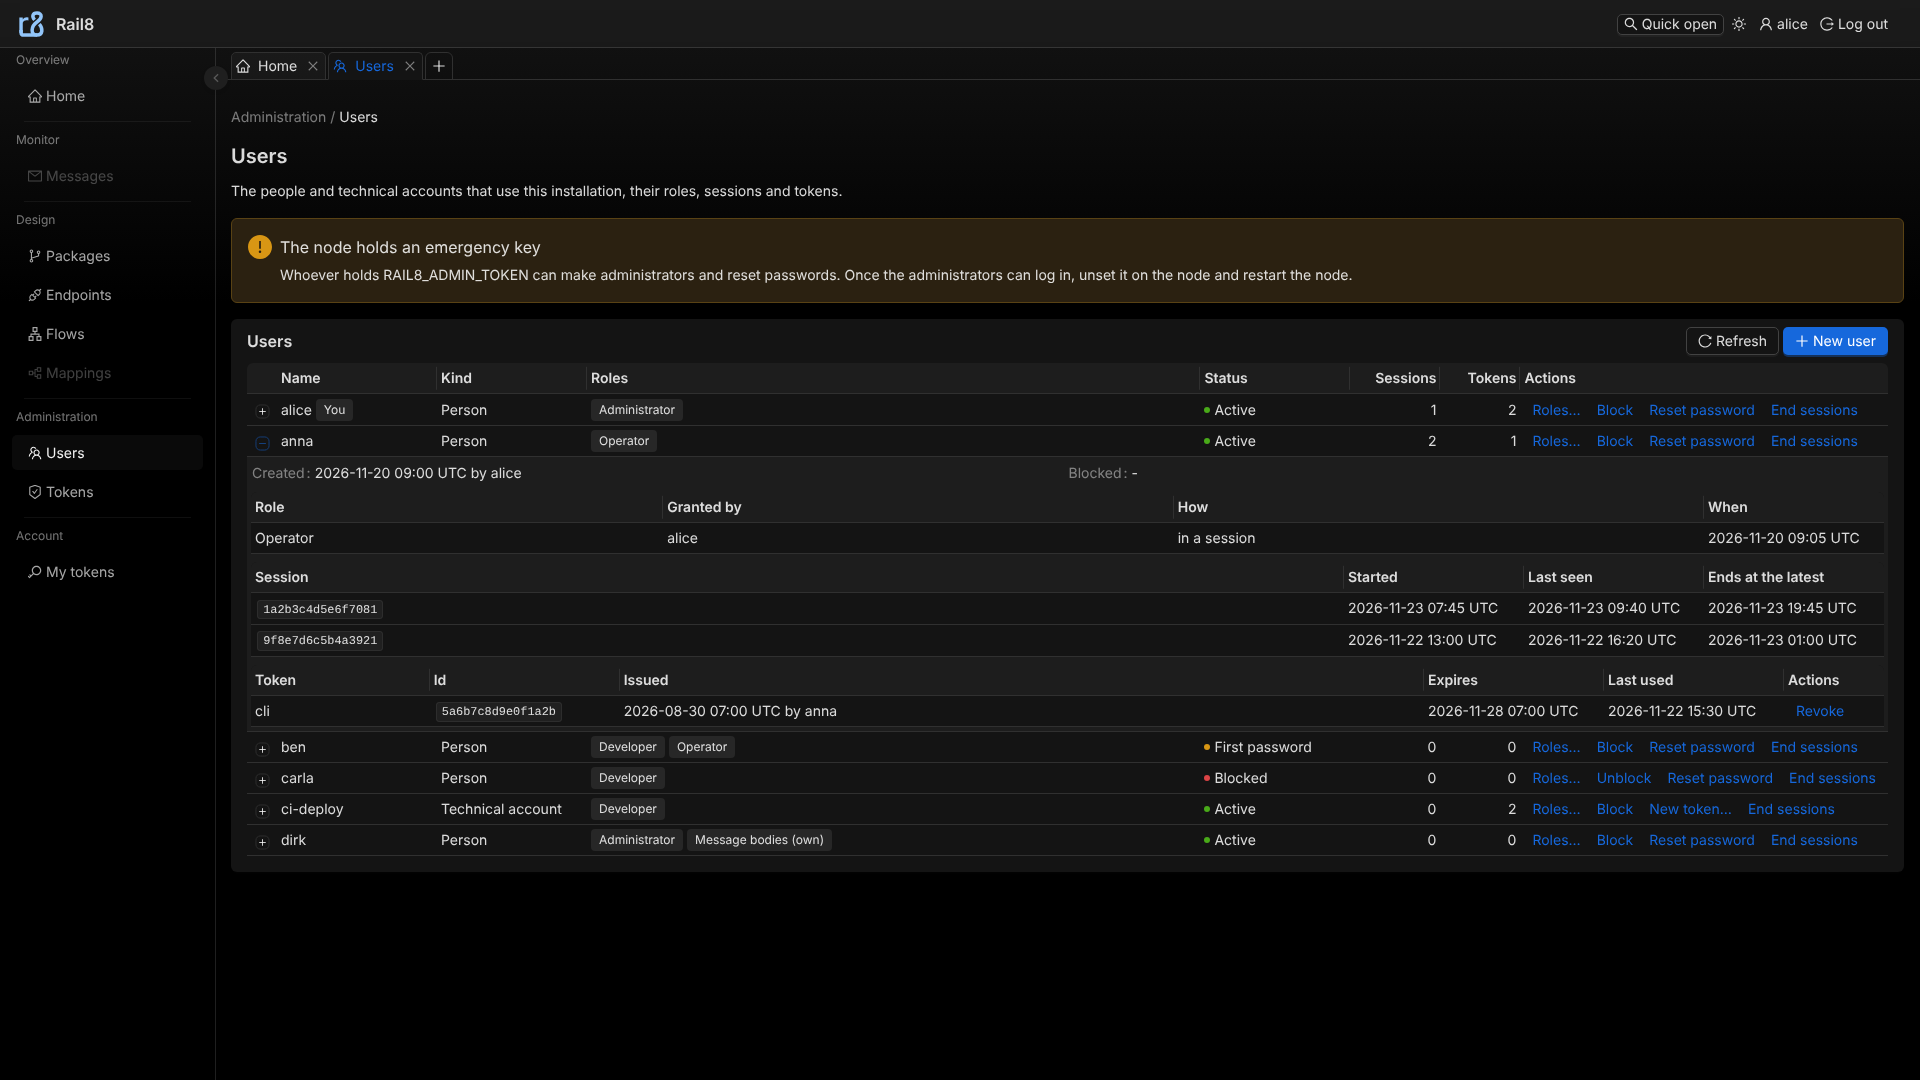 r8 Rail8 Quick open alice Log out
Overview
Home
Monitor
Messages
Design
Packages
Endpoints
Flows
Mappings
Administration
Users
Tokens
Account
My tokens
Home Users
Administration / Users
Users
The people and technical accounts that use this installation, their roles, sessions and tokens.
! The node holds an emergency key
Whoever holds RAIL8_ADMIN_TOKEN can make administrators and reset passwords. Once the administrators can log in, unset it on the node and restart the node.
Users Refresh New user
Name Kind Roles Status Sessions Tokens Actions
alice You Person Administrator Active 1 2 Roles... Block Reset password End sessions
anna Person Operator Active 2 1 Roles... Block Reset password End sessions
Created: 2026-11-20 09:00 UTC by alice Blocked: -
Role Granted by How When
Operator alice in a session 2026-11-20 09:05 UTC
Session Started Last seen Ends at the latest
1a2b3c4d5e6f7081 2026-11-23 07:45 UTC 2026-11-23 09:40 UTC 2026-11-23 19:45 UTC
9f8e7d6c5b4a3921 2026-11-22 13:00 UTC 2026-11-22 16:20 UTC 2026-11-23 01:00 UTC
Token Id Issued Expires Last used Actions
cli 5a6b7c8d9e0f1a2b 2026-08-30 07:00 UTC by anna 2026-11-28 07:00 UTC 2026-11-22 15:30 UTC Revoke
ben Person Developer Operator First password 0 0 Roles... Block Reset password End sessions
carla Person Developer Blocked 0 0 Roles... Unblock Reset password End sessions
ci-deploy Technical account Developer Active 0 2 Roles... Block New token... End sessions
dirk Person Administrator Message bodies (own) Active 0 0 Roles... Block Reset password End sessions